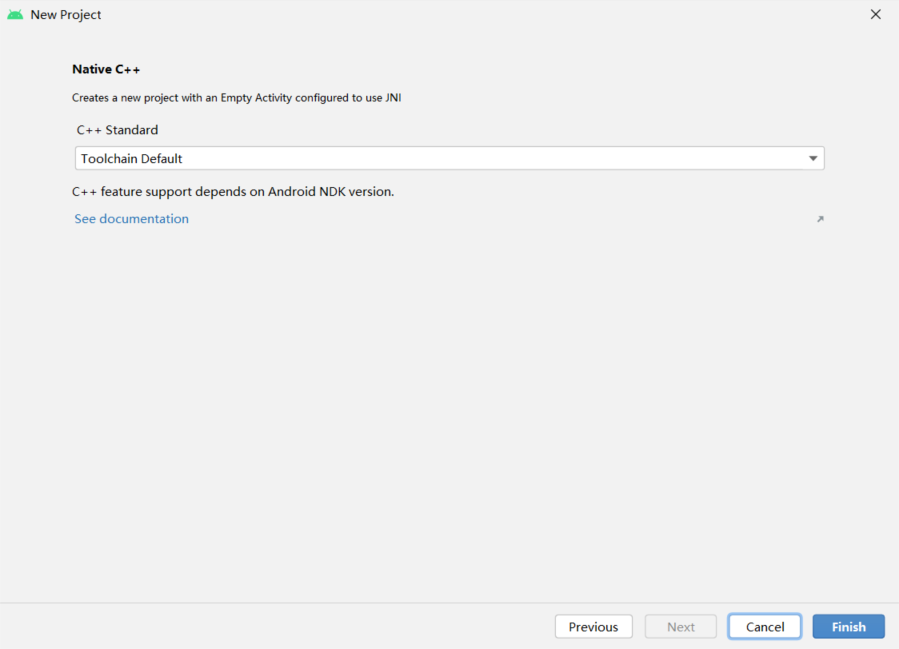 New Project
Native C++
Creates a new project with an Empty Activity configured to use JNI
C++ Standard
Toolchain Default
C++ feature support depends on Android NDK version.
See documentation
Previous
Next
Cancel
Finish